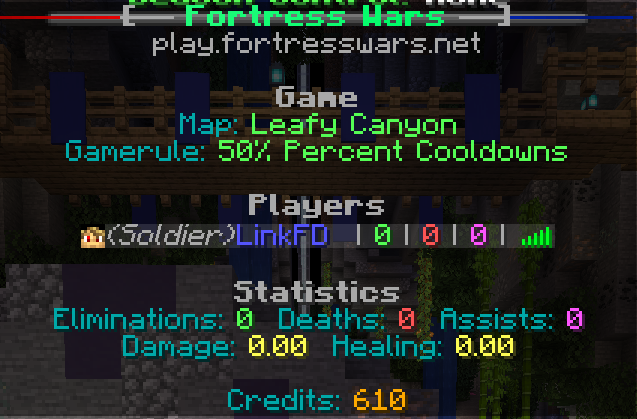 Fortress Wars
play.fortresswars.net
Game
Map: Leafy Canyon
Gamerule: 50% Percent Cooldowns
Players
(Soldier)LinkFD | 0 | 0 | 0 |
Statistics
Eliminations: 0 Deaths: 0 Assists: 0
Damage: 0.00 Healing: 0.00
Credits: 610